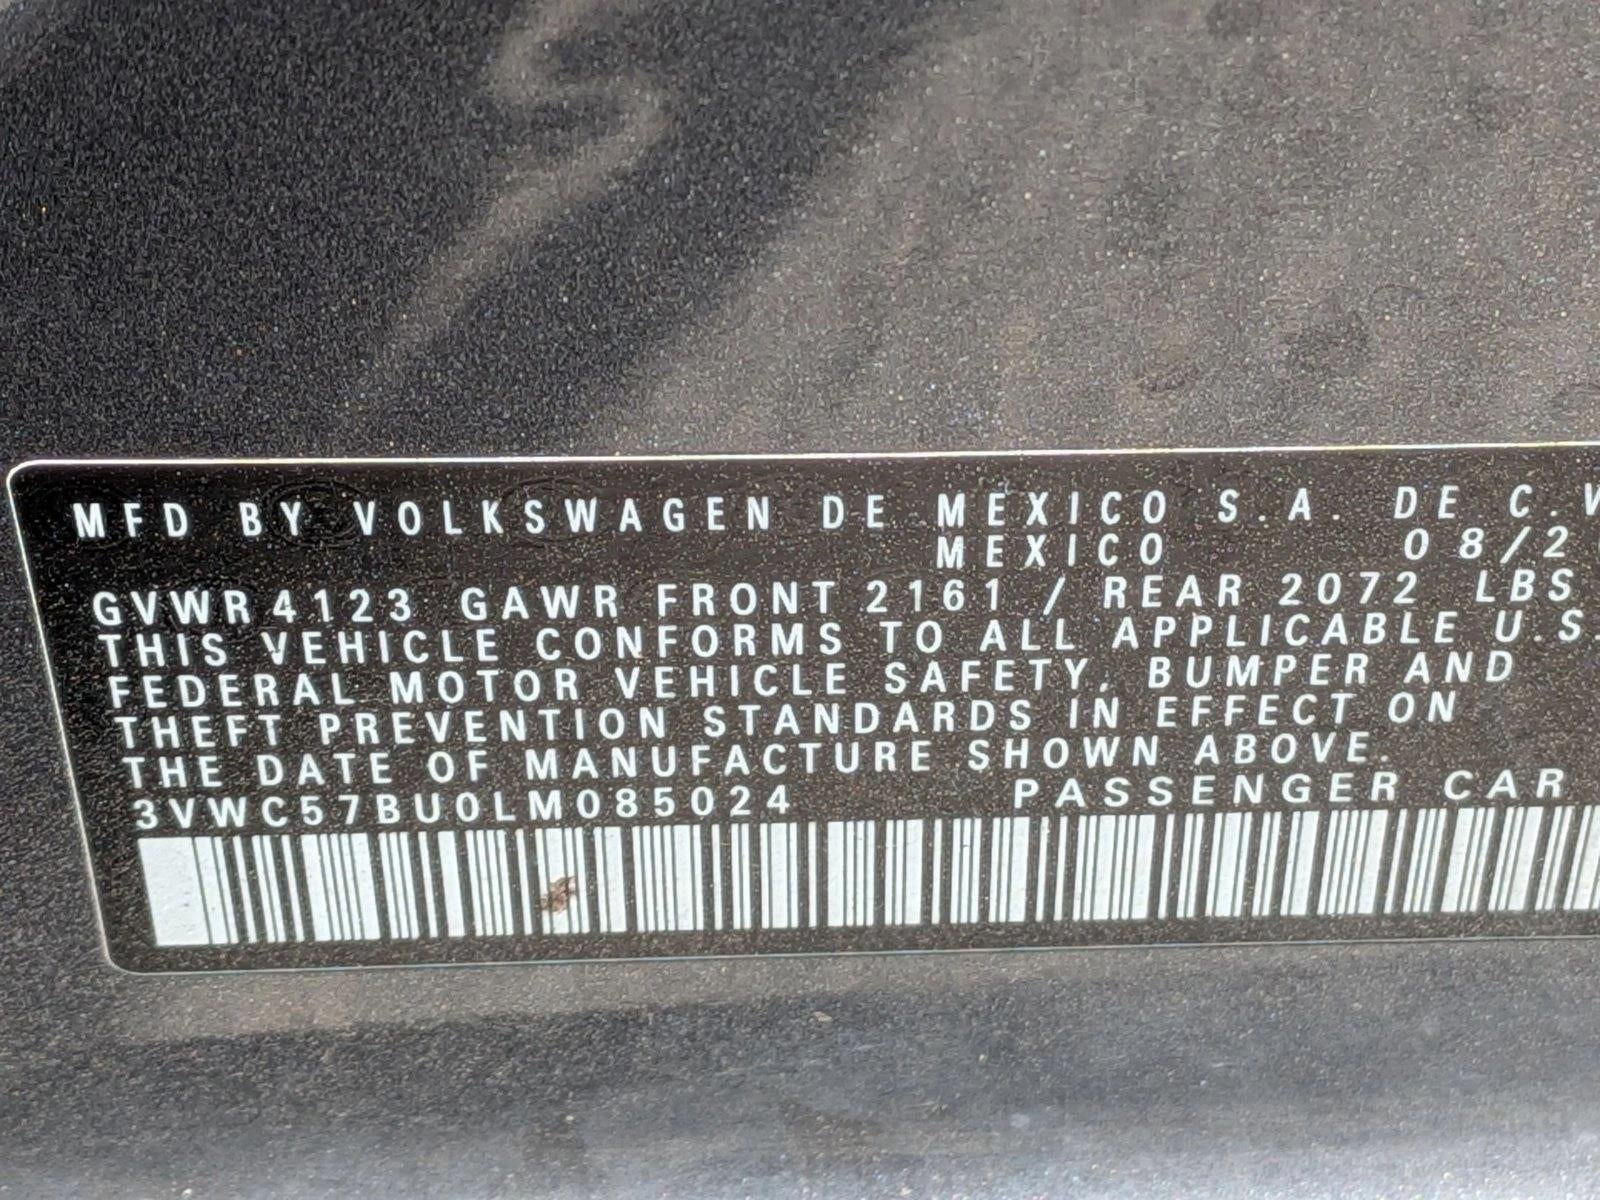 MFD BY VOLKSWAGEN DE MEXICO S.A. DE C.V
MEXICO 08/20
GVWR 4123 GAWR FRONT 2161 / REAR 2072 LBS
THIS VEHICLE CONFORMS TO ALL APPLICABLE U.S.
FEDERAL MOTOR VEHICLE SAFETY, BUMPER AND
THEFT PREVENTION STANDARDS IN EFFECT ON
THE DATE OF MANUFACTURE SHOWN ABOVE.
3VWC57BU0LM085024 PASSENGER CAR